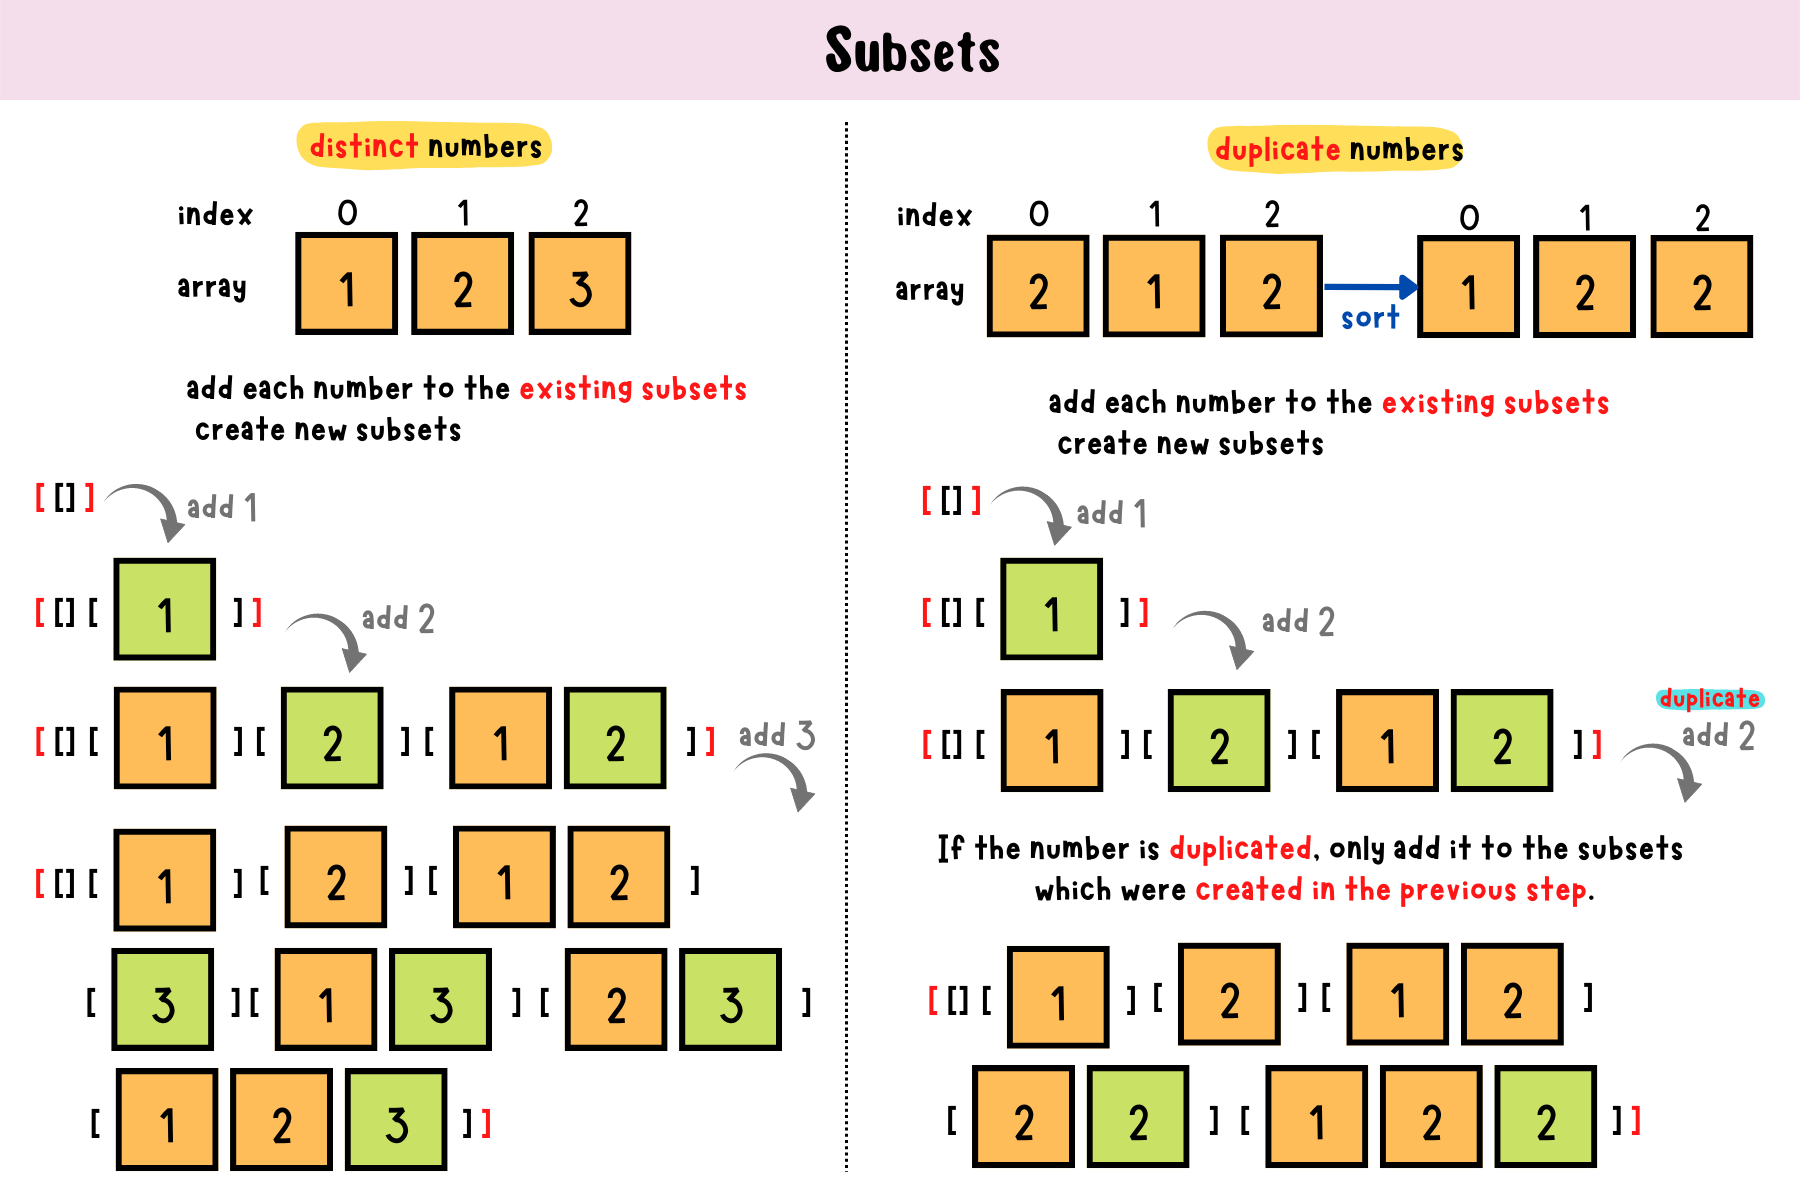 Subsets
distinct numbers
index 0 1 2
array 1 2 3
add each number to the existing subsets
create new subsets
[ [] ] add 1
[ [] [ 1 ] ] add 2
[ [] [ 1 ] [ 2 ] [ 1 2 ] ] add 3
[ [] [ 1 ] [ 2 ] [ 1 2 ]
[ 3 ] [ 1 3 ] [ 2 3 ]
[ 1 2 3 ] ]
duplicate numbers
index 0 1 2 0 1 2
array 2 1 2 sort 1 2 2
add each number to the existing subsets
create new subsets
[ [] ] add 1
[ [] [ 1 ] ] add 2
duplicate
[ [] [ 1 ] [ 2 ] [ 1 2 ] ] add 2
If the number is duplicated, only add it to the subsets
which were created in the previous step.
[ [] [ 1 ] [ 2 ] [ 1 2 ]
[ 2 2 ] [ 1 2 2 ] ]